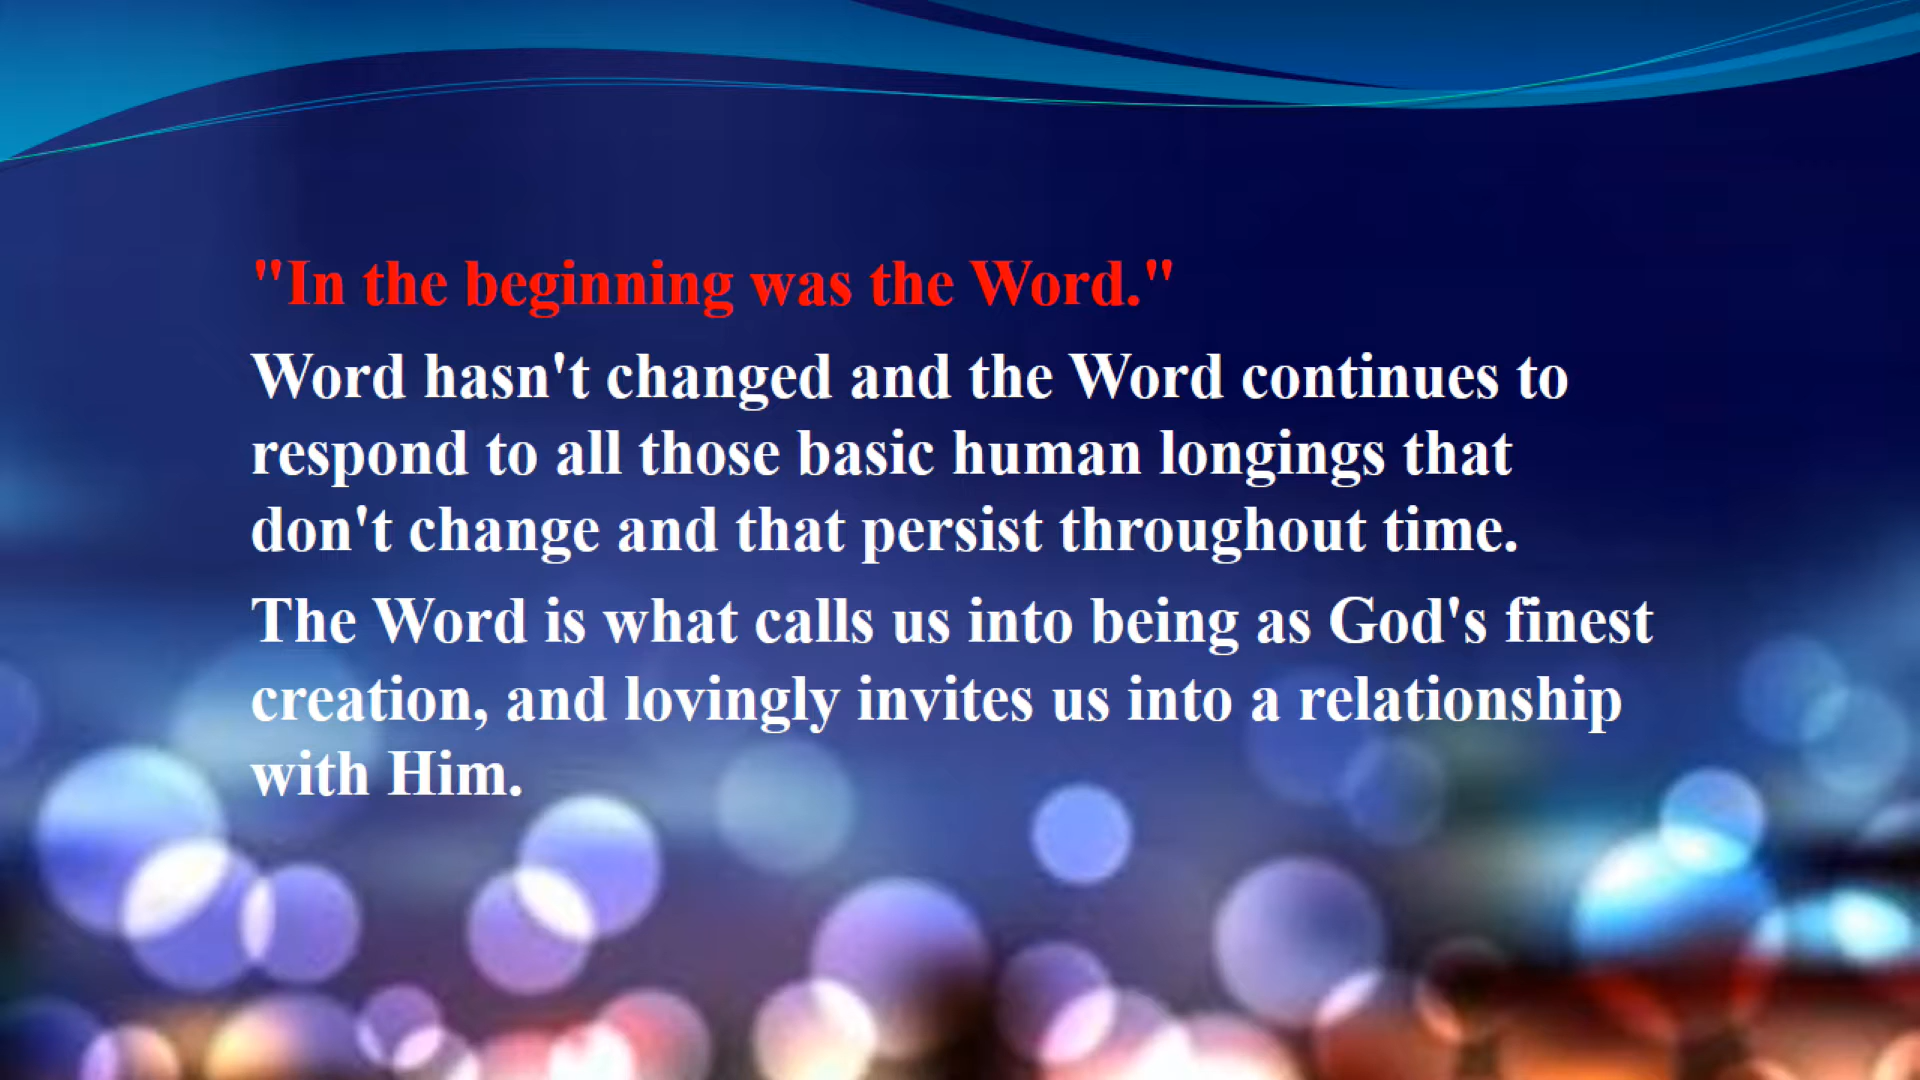 "In the beginning was the Word."
Word hasn't changed and the Word continues to
respond to all those basic human longings that
don't change and that persist throughout time.
The Word is what calls us into being as God's finest
creation, and lovingly invites us into a relationship
with Him.